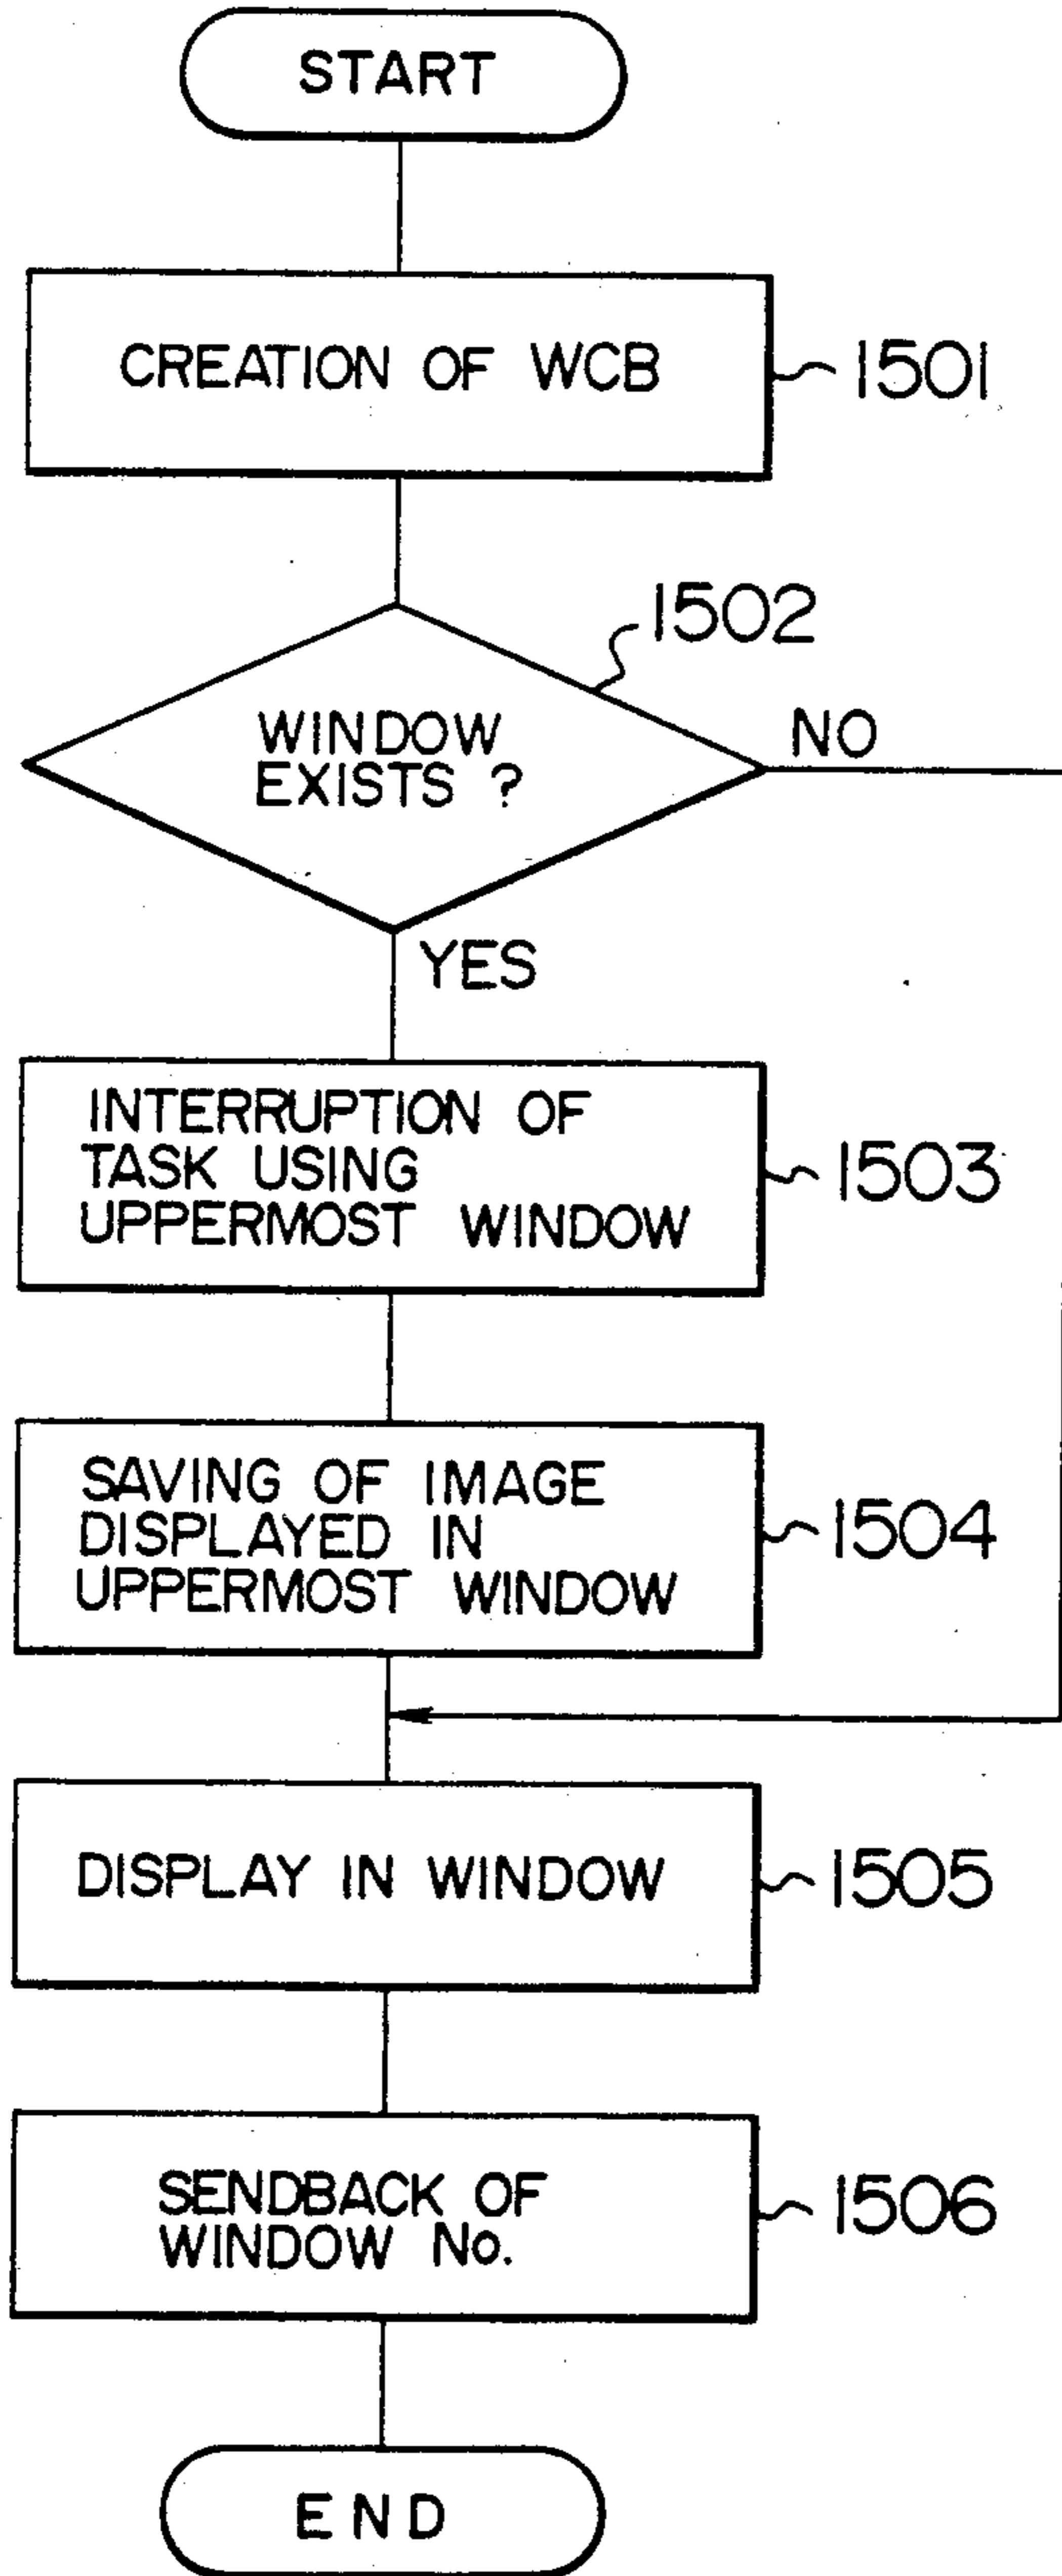 START
CREATION OF WCB
1501
1502
WINDOW
EXISTS ?
NO
YES
INTERRUPTION OF
TASK USING
UPPERMOST WINDOW
1503
SAVING OF IMAGE
DISPLAYED IN
UPPERMOST WINDOW
1504
DISPLAY IN WINDOW
1505
SENDBACK OF
WINDOW No.
1506
END